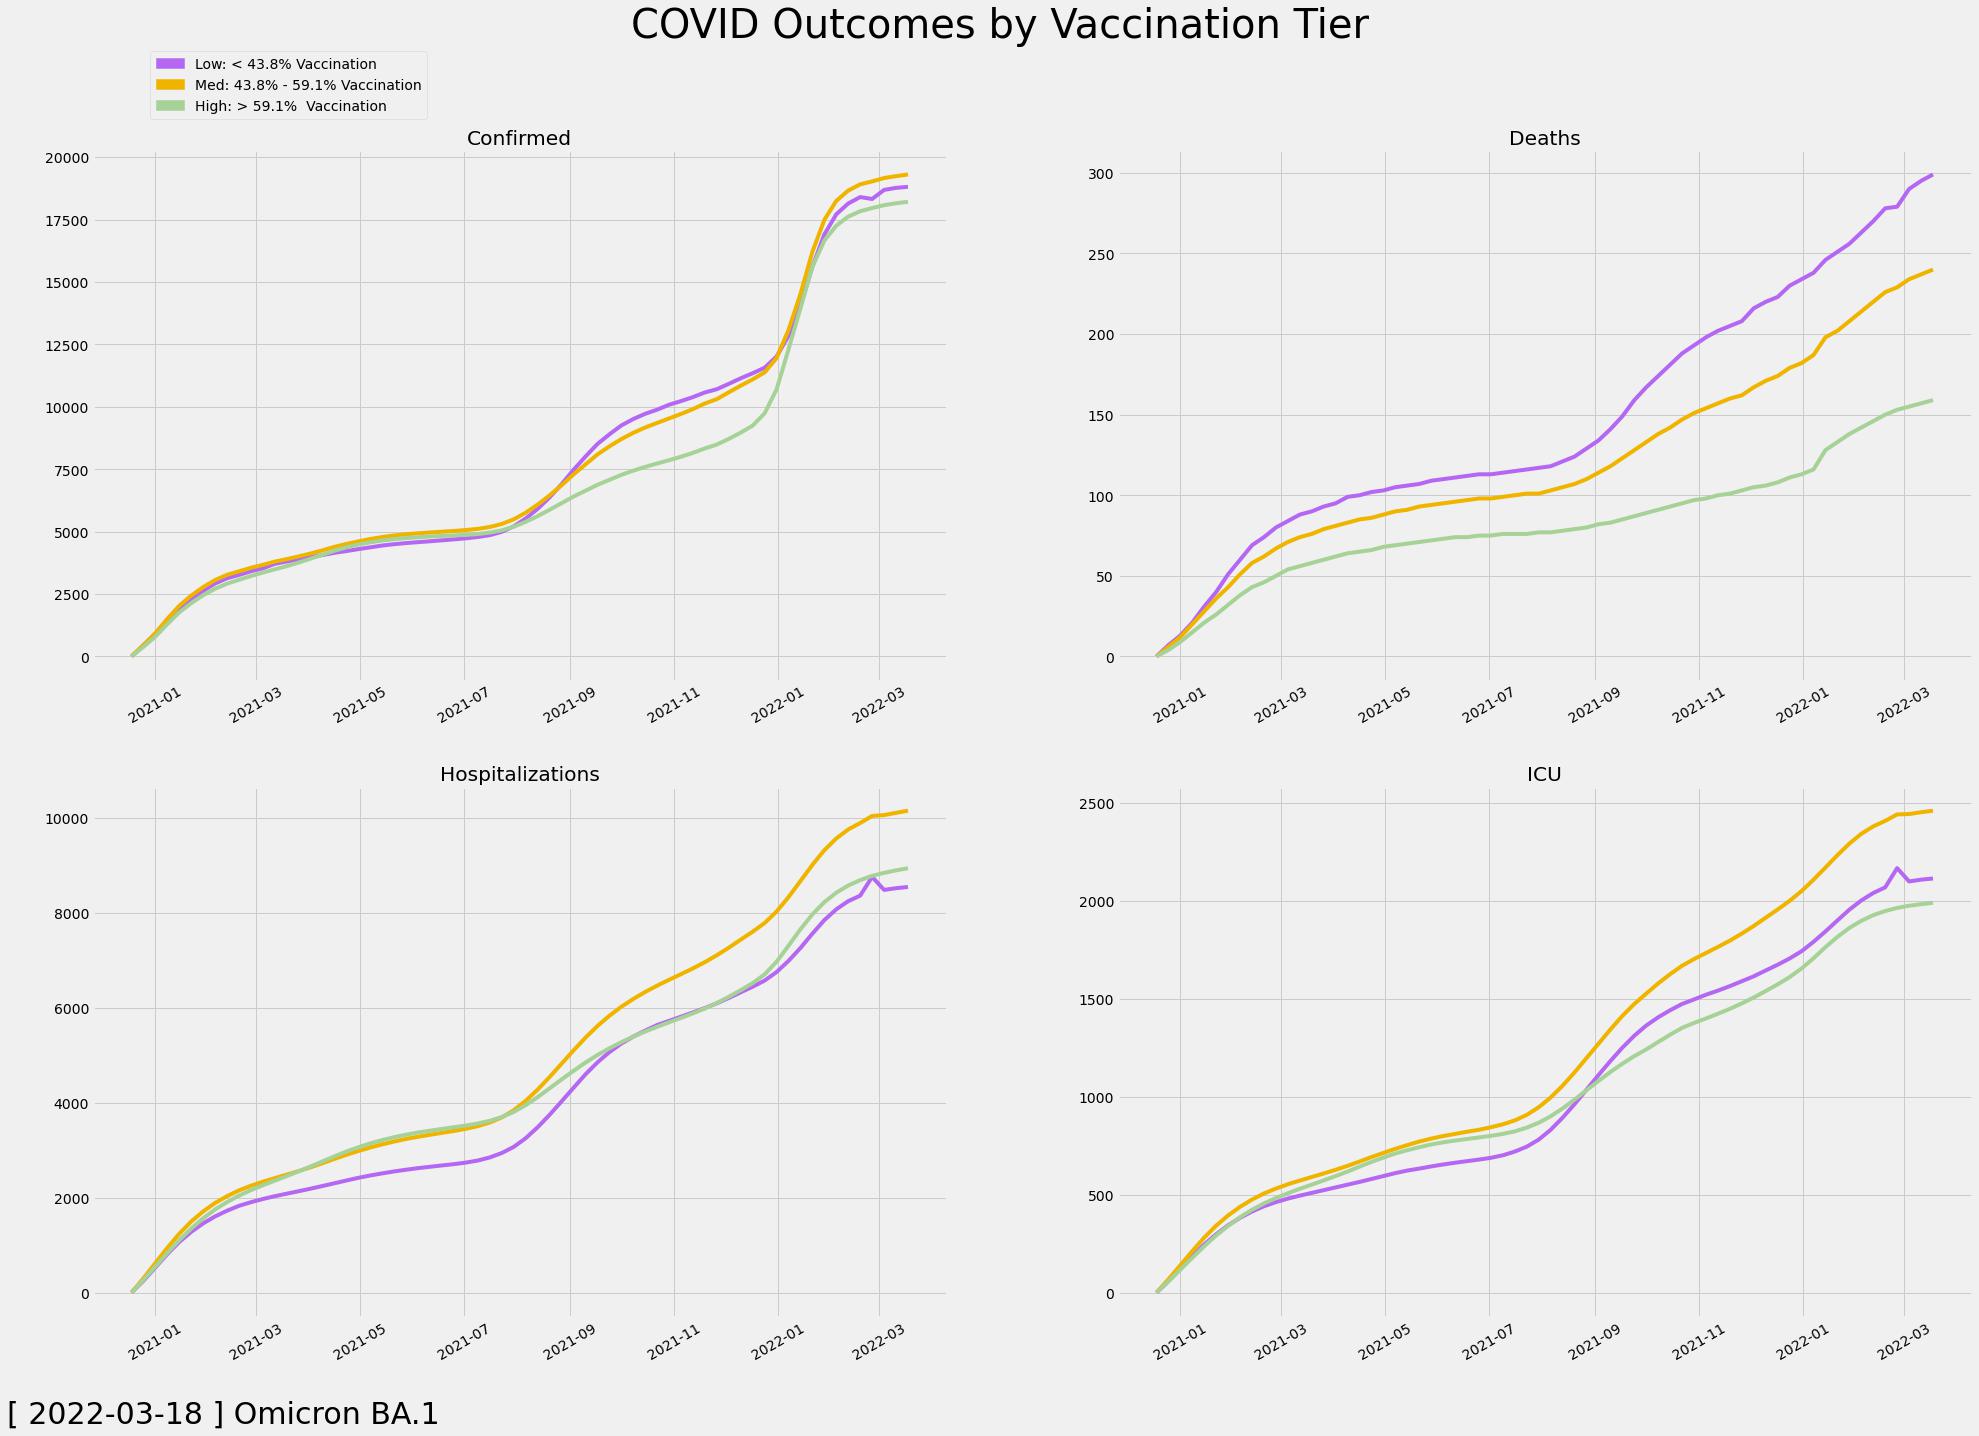 COVID Outcomes by Vaccination Tier
Low: < 43.8% Vaccination
Med: 43.8% - 59.1% Vaccination
High: > 59.1%  Vaccination
Confirmed
20000
17500
15000
12500
10000
7500
5000
2500
0
2021-01 2021-03 2021-05 2021-07 2021-09 2021-11 2022-01 2022-03
Deaths
300
250
200
150
100
50
0
2021-01 2021-03 2021-05 2021-07 2021-09 2021-11 2022-01 2022-03
Hospitalizations
10000
8000
6000
4000
2000
0
2021-01 2021-03 2021-05 2021-07 2021-09 2021-11 2022-01 2022-03
ICU
2500
2000
1500
1000
500
0
2021-01 2021-03 2021-05 2021-07 2021-09 2021-11 2022-01 2022-03
[ 2022-03-18 ] Omicron BA.1